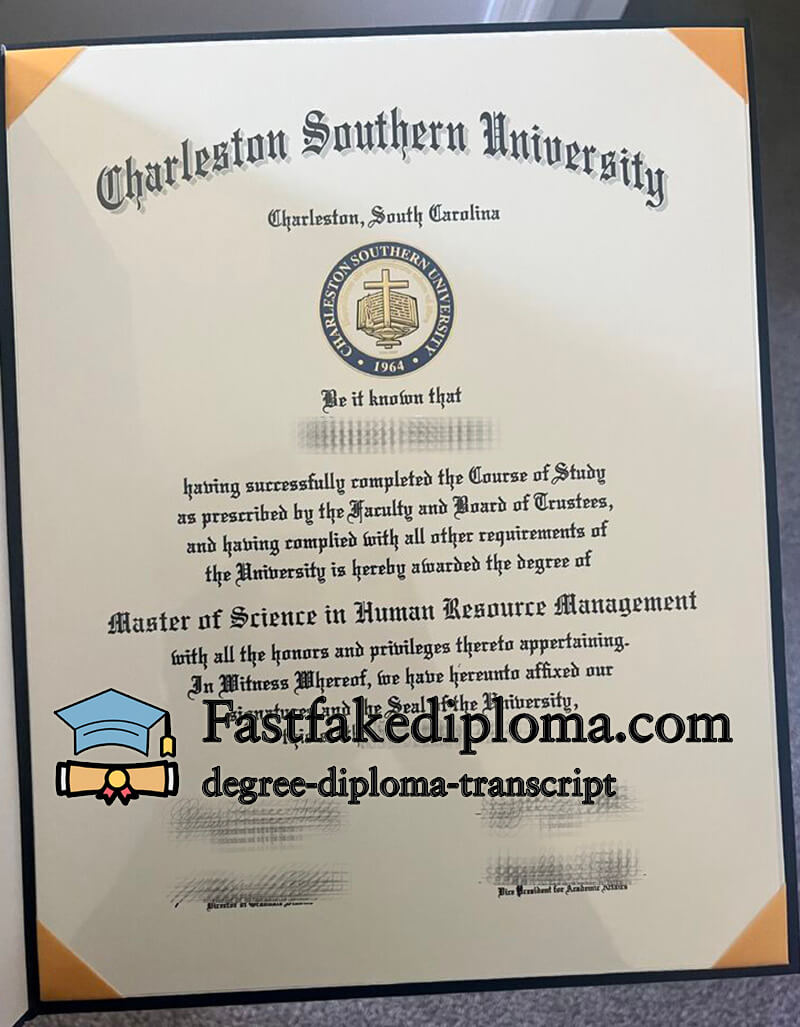 Charleston Southern University
Charleston, South Carolina
CHARLESTON SOUTHERN UNIVERSITY
• 1964 •
Be it known that
having successfully completed the Course of Study
as prescribed by the Faculty and Board of Trustees,
and having complied with all other requirements of
the University is hereby awarded the degree of
Master of Science in Human Resource Management
with all the honors and privileges thereto appertaining.
In Witness Whereof, we have hereunto affixed our
signatures and the Seal of the University,
Fastfakediploma.com
degree-diploma-transcript
Vice President for Academic Affairs